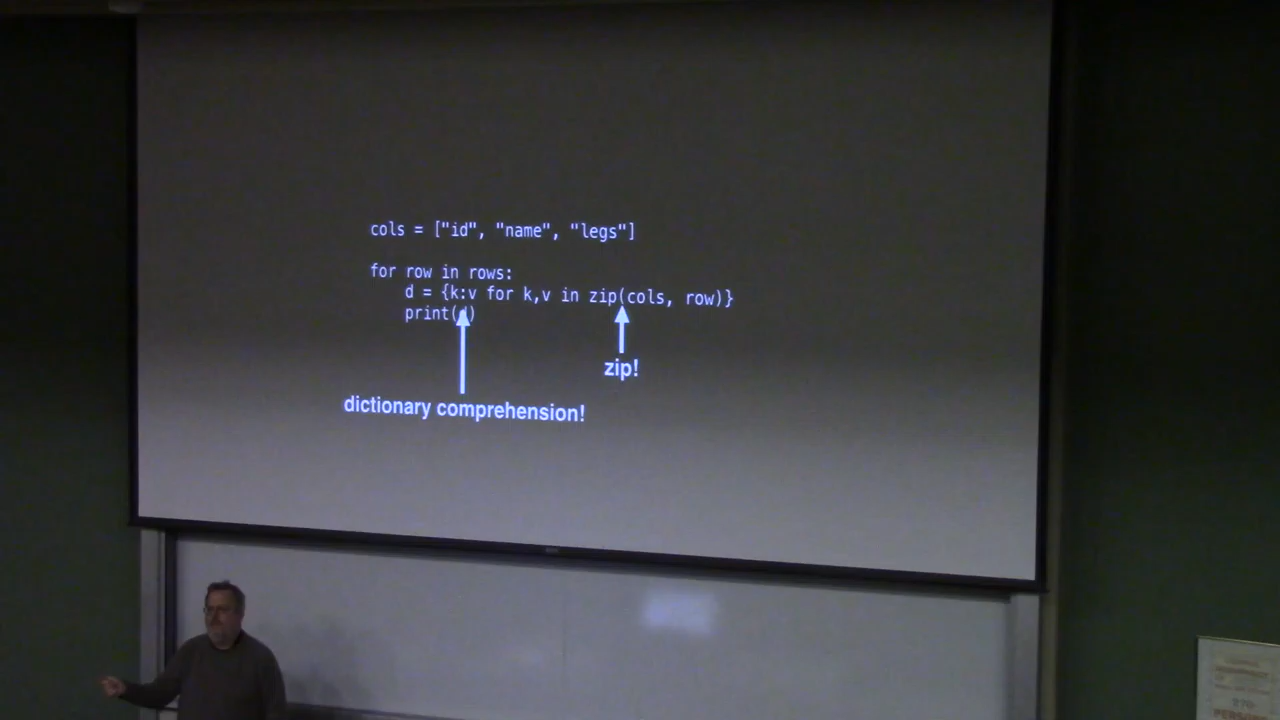 cols = ["id", "name", "legs"]
for row in rows:
d = {k:v for k,v in zip(cols, row)}
print(d)
zip!
dictionary comprehension!